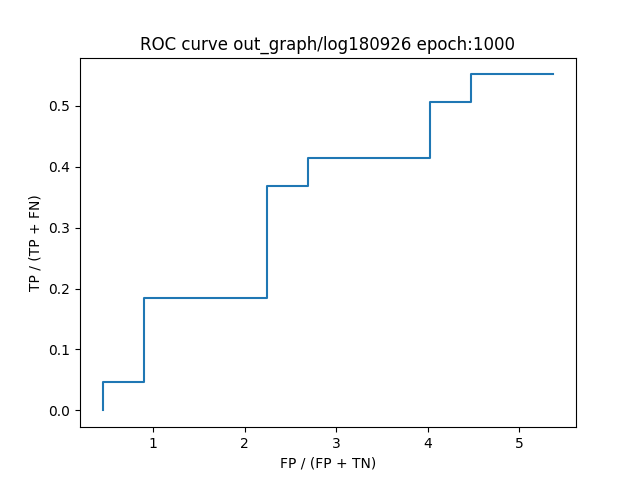 ROC curve out_graph/log180926 epoch:1000
TP / (TP + FN)
0.5
0.4
0.3
0.2
0.1
0.0
1 2 3 4 5
FP / (FP + TN)